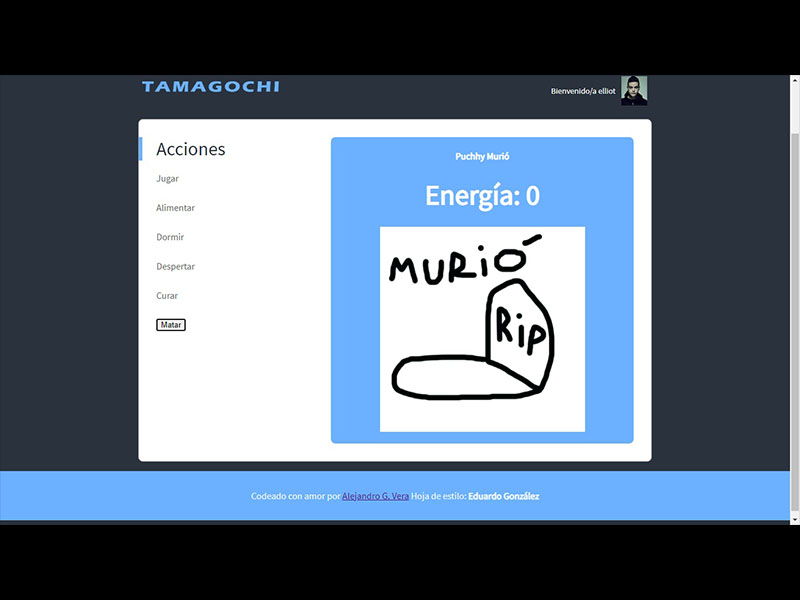 TAMAGOCHI
Bienvenido/a elliot
Acciones
Jugar
Alimentar
Dormir
Despertar
Curar
Matar
Puchhy Murió
Energía: 0
MURIÓ
Rip
Codeado con amor por Alejandro G. Vera Hoja de estilo: Eduardo González